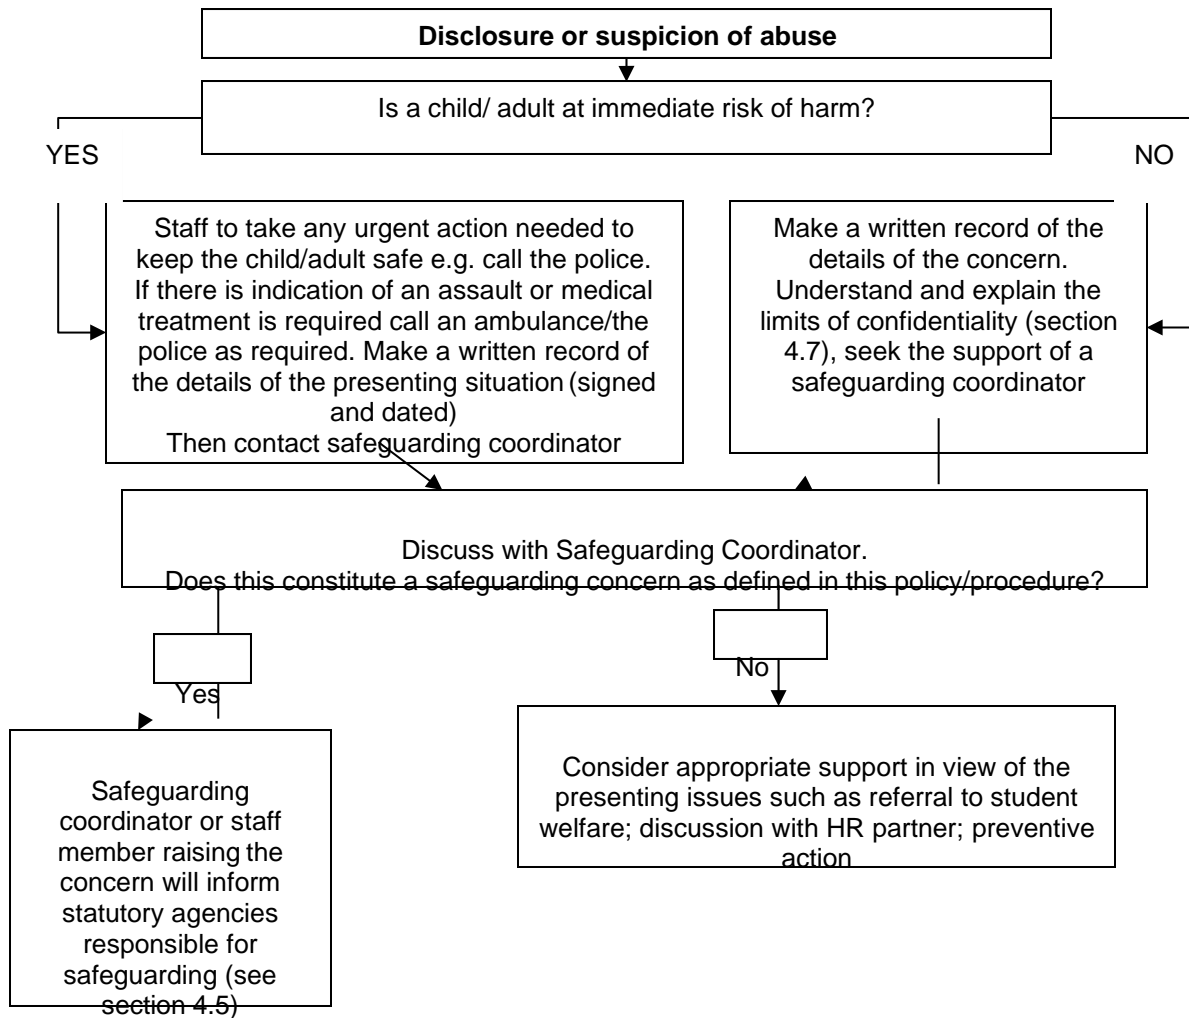 Disclosure or suspicion of abuse
Is a child/ adult at immediate risk of harm?
YES
NO
Staff to take any urgent action needed to
keep the child/adult safe e.g. call the police.
If there is indication of an assault or medical
treatment is required call an ambulance/the
police as required. Make a written record of
the details of the presenting situation (signed
and dated)
Then contact safeguarding coordinator
Make a written record of the
details of the concern.
Understand and explain the
limits of confidentiality (section
4.7), seek the support of a
safeguarding coordinator
Discuss with Safeguarding Coordinator.
Does this constitute a safeguarding concern as defined in this policy/procedure?
Yes
No
Safeguarding
coordinator or staff
member raising the
concern will inform
statutory agencies
responsible for
safeguarding (see
section 4.5)
Consider appropriate support in view of the
presenting issues such as referral to student
welfare; discussion with HR partner; preventive
action